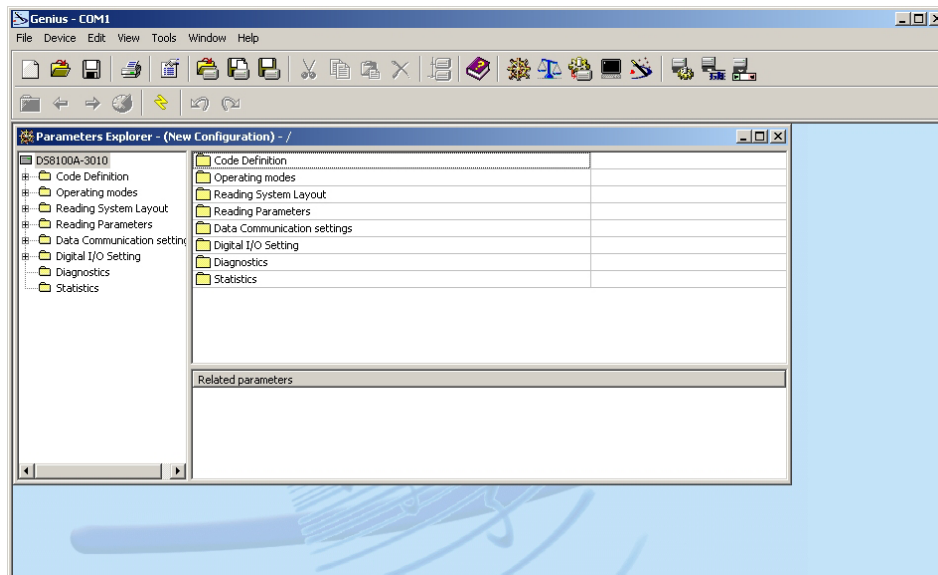 Genius - COM1
File Device Edit View Tools Window Help
Parameters Explorer - (New Configuration) - /
DS8100A-3010
Code Definition
Operating modes
Reading System Layout
Reading Parameters
Data Communication setting
Digital I/O Setting
Diagnostics
Statistics
Code Definition
Operating modes
Reading System Layout
Reading Parameters
Data Communication settings
Digital I/O Setting
Diagnostics
Statistics
Related parameters